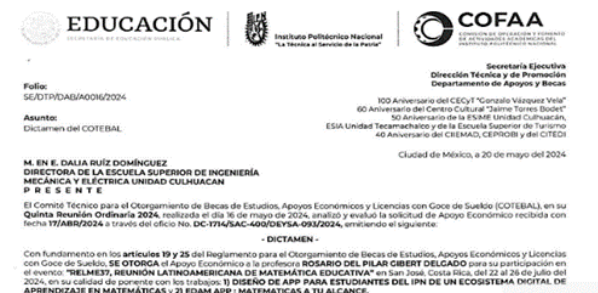 EDUCACIÓN
SECRETARÍA DE EDUCACIÓN PÚBLICA
Instituto Politécnico Nacional
"La Técnica al Servicio de la Patria"
COFAA
COMISIÓN DE OPERACIÓN Y FOMENTO
DE ACTIVIDADES ACADÉMICAS DEL
INSTITUTO POLITÉCNICO NACIONAL
Secretaría Ejecutiva
Dirección Técnica y de Promoción
Departamento de Apoyos y Becas
Folio:
SE/DTP/DAB/A0016/2024
100 Aniversario del CECyT "Gonzalo Vázquez Vela"
60 Aniversario del Centro Cultural "Jaime Torres Bodet"
50 Aniversario de la ESIME Unidad Culhuacán,
ESIA Unidad Tecamachalco y de la Escuela Superior de Turismo
40 Aniversario del CREMAD, CEPROBI y del CITEDI
Asunto:
Dictamen del COTEBAL
Ciudad de México, a 20 de mayo del 2024
M. EN E. DALIA RUÍZ DOMÍNGUEZ
DIRECTORA DE LA ESCUELA SUPERIOR DE INGENIERÍA
MECÁNICA Y ELÉCTRICA UNIDAD CULHUACAN
P R E S E N T E
El Comité Técnico para el Otorgamiento de Becas de Estudios, Apoyos Económicos y Licencias con Goce de Sueldo (COTEBAL), en su
Quinta Reunión Ordinaria 2024, realizada el día 16 de mayo de 2024, analizó y evaluó la solicitud de Apoyo Económico recibida con
fecha 17/ABR/2024 a través del oficio No. DC-1714/SAC-400/DEYSA-093/2024, emitiendo el siguiente:
- DICTAMEN -
Con fundamento en los artículos 19 y 25 del Reglamento para el Otorgamiento de Becas de Estudio, Apoyos Económicos y Licencias
con Goce de Sueldo, SE OTORGA el Apoyo Económico a la profesora ROSARIO DEL PILAR GIBERT DELGADO para su participación en
el evento: "RELME37, REUNIÓN LATINOAMERICANA DE MATEMÁTICA EDUCATIVA" en San José, Costa Rica, del 22 al 26 de julio del
2024, en su calidad de ponente con los trabajos: 1) DISEÑO DE APP PARA ESTUDIANTES DEL IPN DE UN ECOSISTEMA DIGITAL DE
APRENDIZAJE EN MATEMÁTICAS y 2) EDAM APP : MATEMÁTICAS A TU ALCANCE.